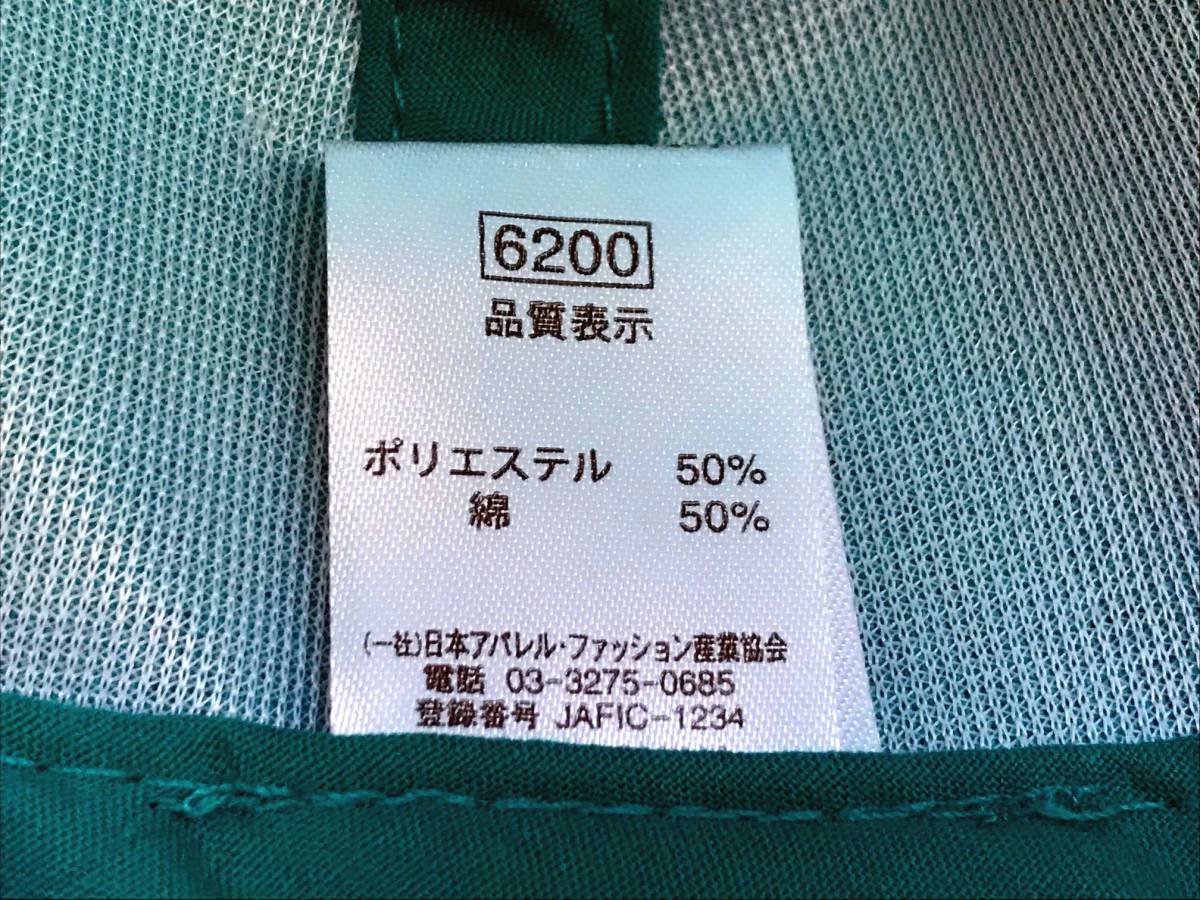 6200
品質表示
ポリエステル 50%
綿 50%
(一社)日本アパレル・ファッション産業協会
電話 03-3275-0685
登録番号 JAFIC-1234